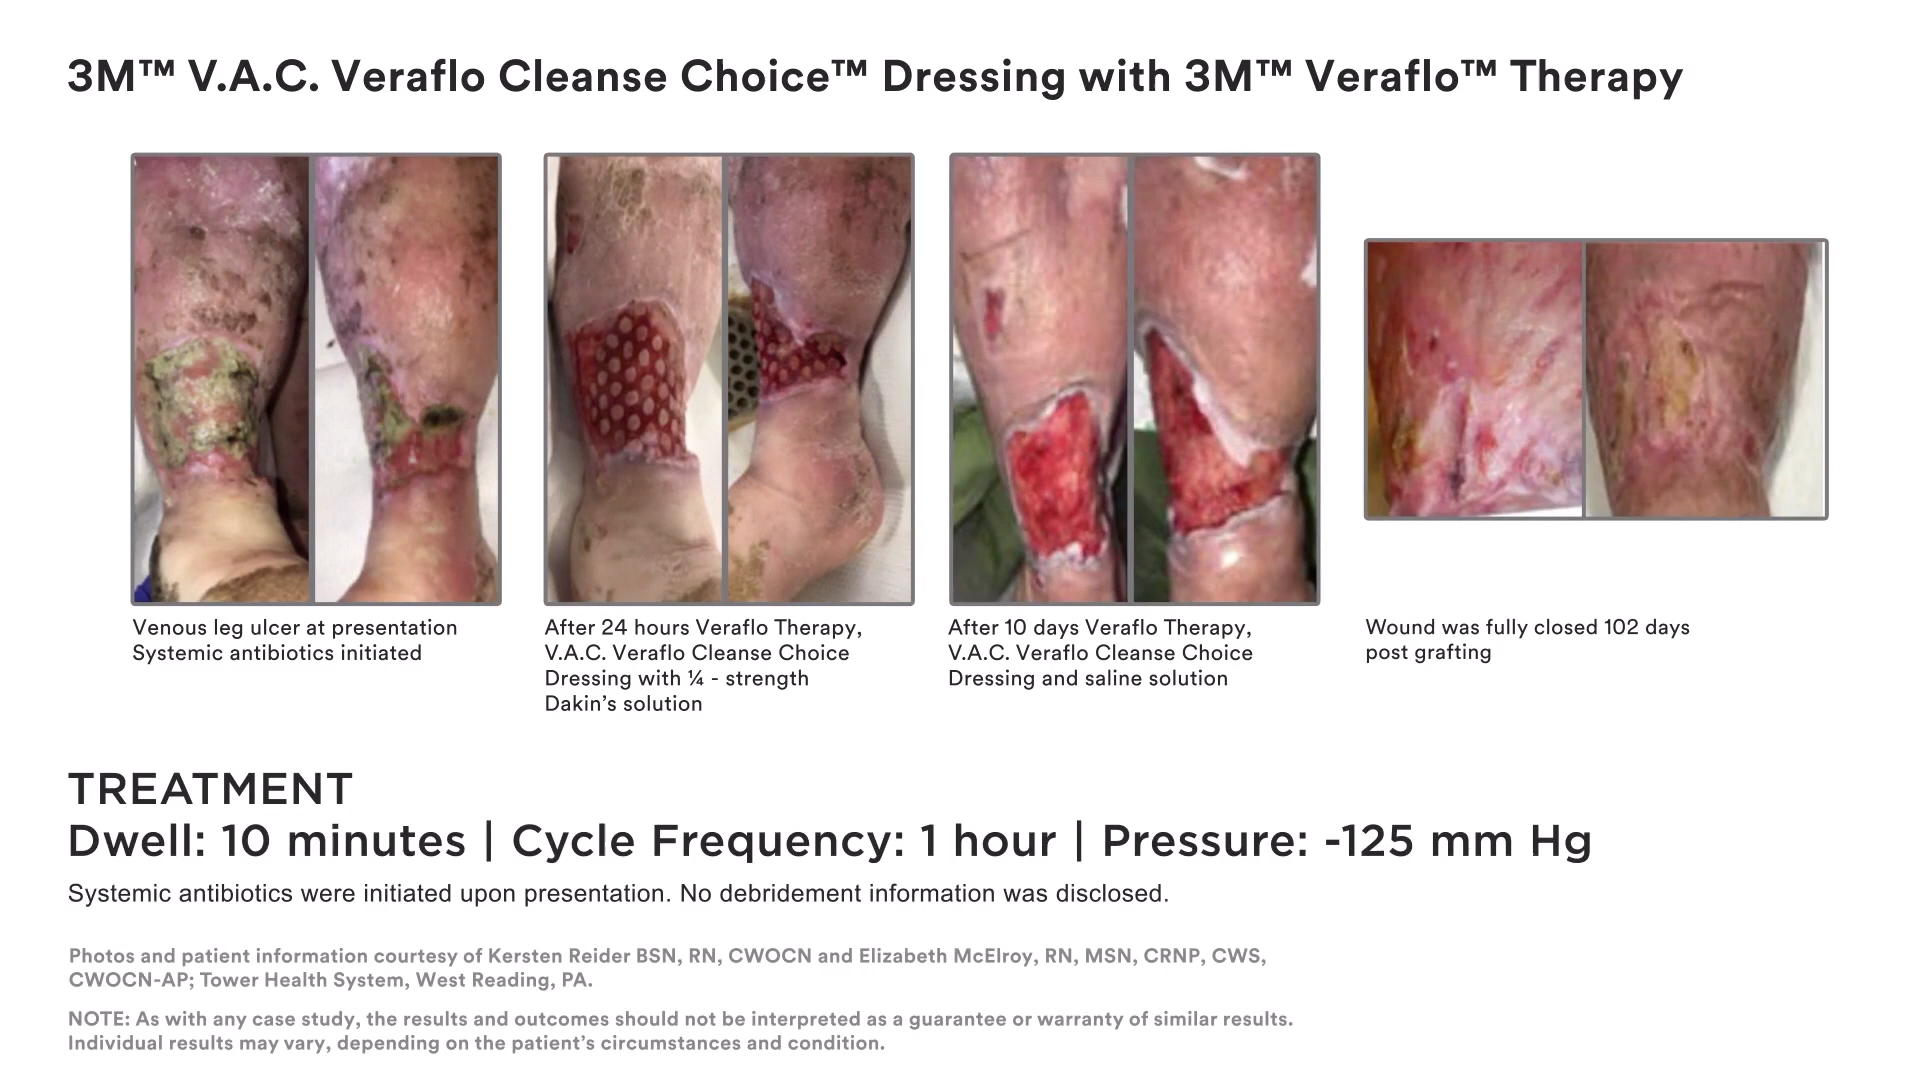 3M™ V.A.C. Veraflo Cleanse Choice™ Dressing with 3M™ Veraflo™ Therapy
Venous leg ulcer at presentation
Systemic antibiotics initiated
After 24 hours Veraflo Therapy,
V.A.C. Veraflo Cleanse Choice
Dressing with ¼ - strength
Dakin’s solution
After 10 days Veraflo Therapy,
V.A.C. Veraflo Cleanse Choice
Dressing and saline solution
Wound was fully closed 102 days
post grafting
TREATMENT
Dwell: 10 minutes | Cycle Frequency: 1 hour | Pressure: -125 mm Hg
Systemic antibiotics were initiated upon presentation. No debridement information was disclosed.
Photos and patient information courtesy of Kersten Reider BSN, RN, CWOCN and Elizabeth McElroy, RN, MSN, CRNP, CWS,
CWOCN-AP; Tower Health System, West Reading, PA.
NOTE: As with any case study, the results and outcomes should not be interpreted as a guarantee or warranty of similar results.
Individual results may vary, depending on the patient’s circumstances and condition.